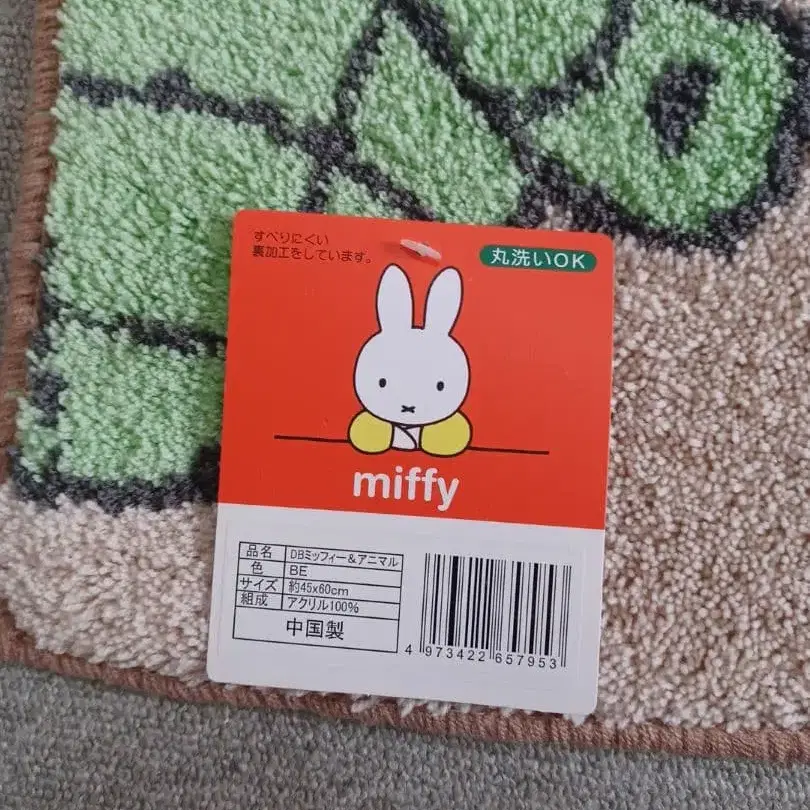 すべりにくい
裏加工をしています。
丸洗いOK
miffy
品名 DBミッフィー＆アニマル
色 BE
サイズ 約45x60cm
組成 アクリル100%
中国製
4 973422 657953